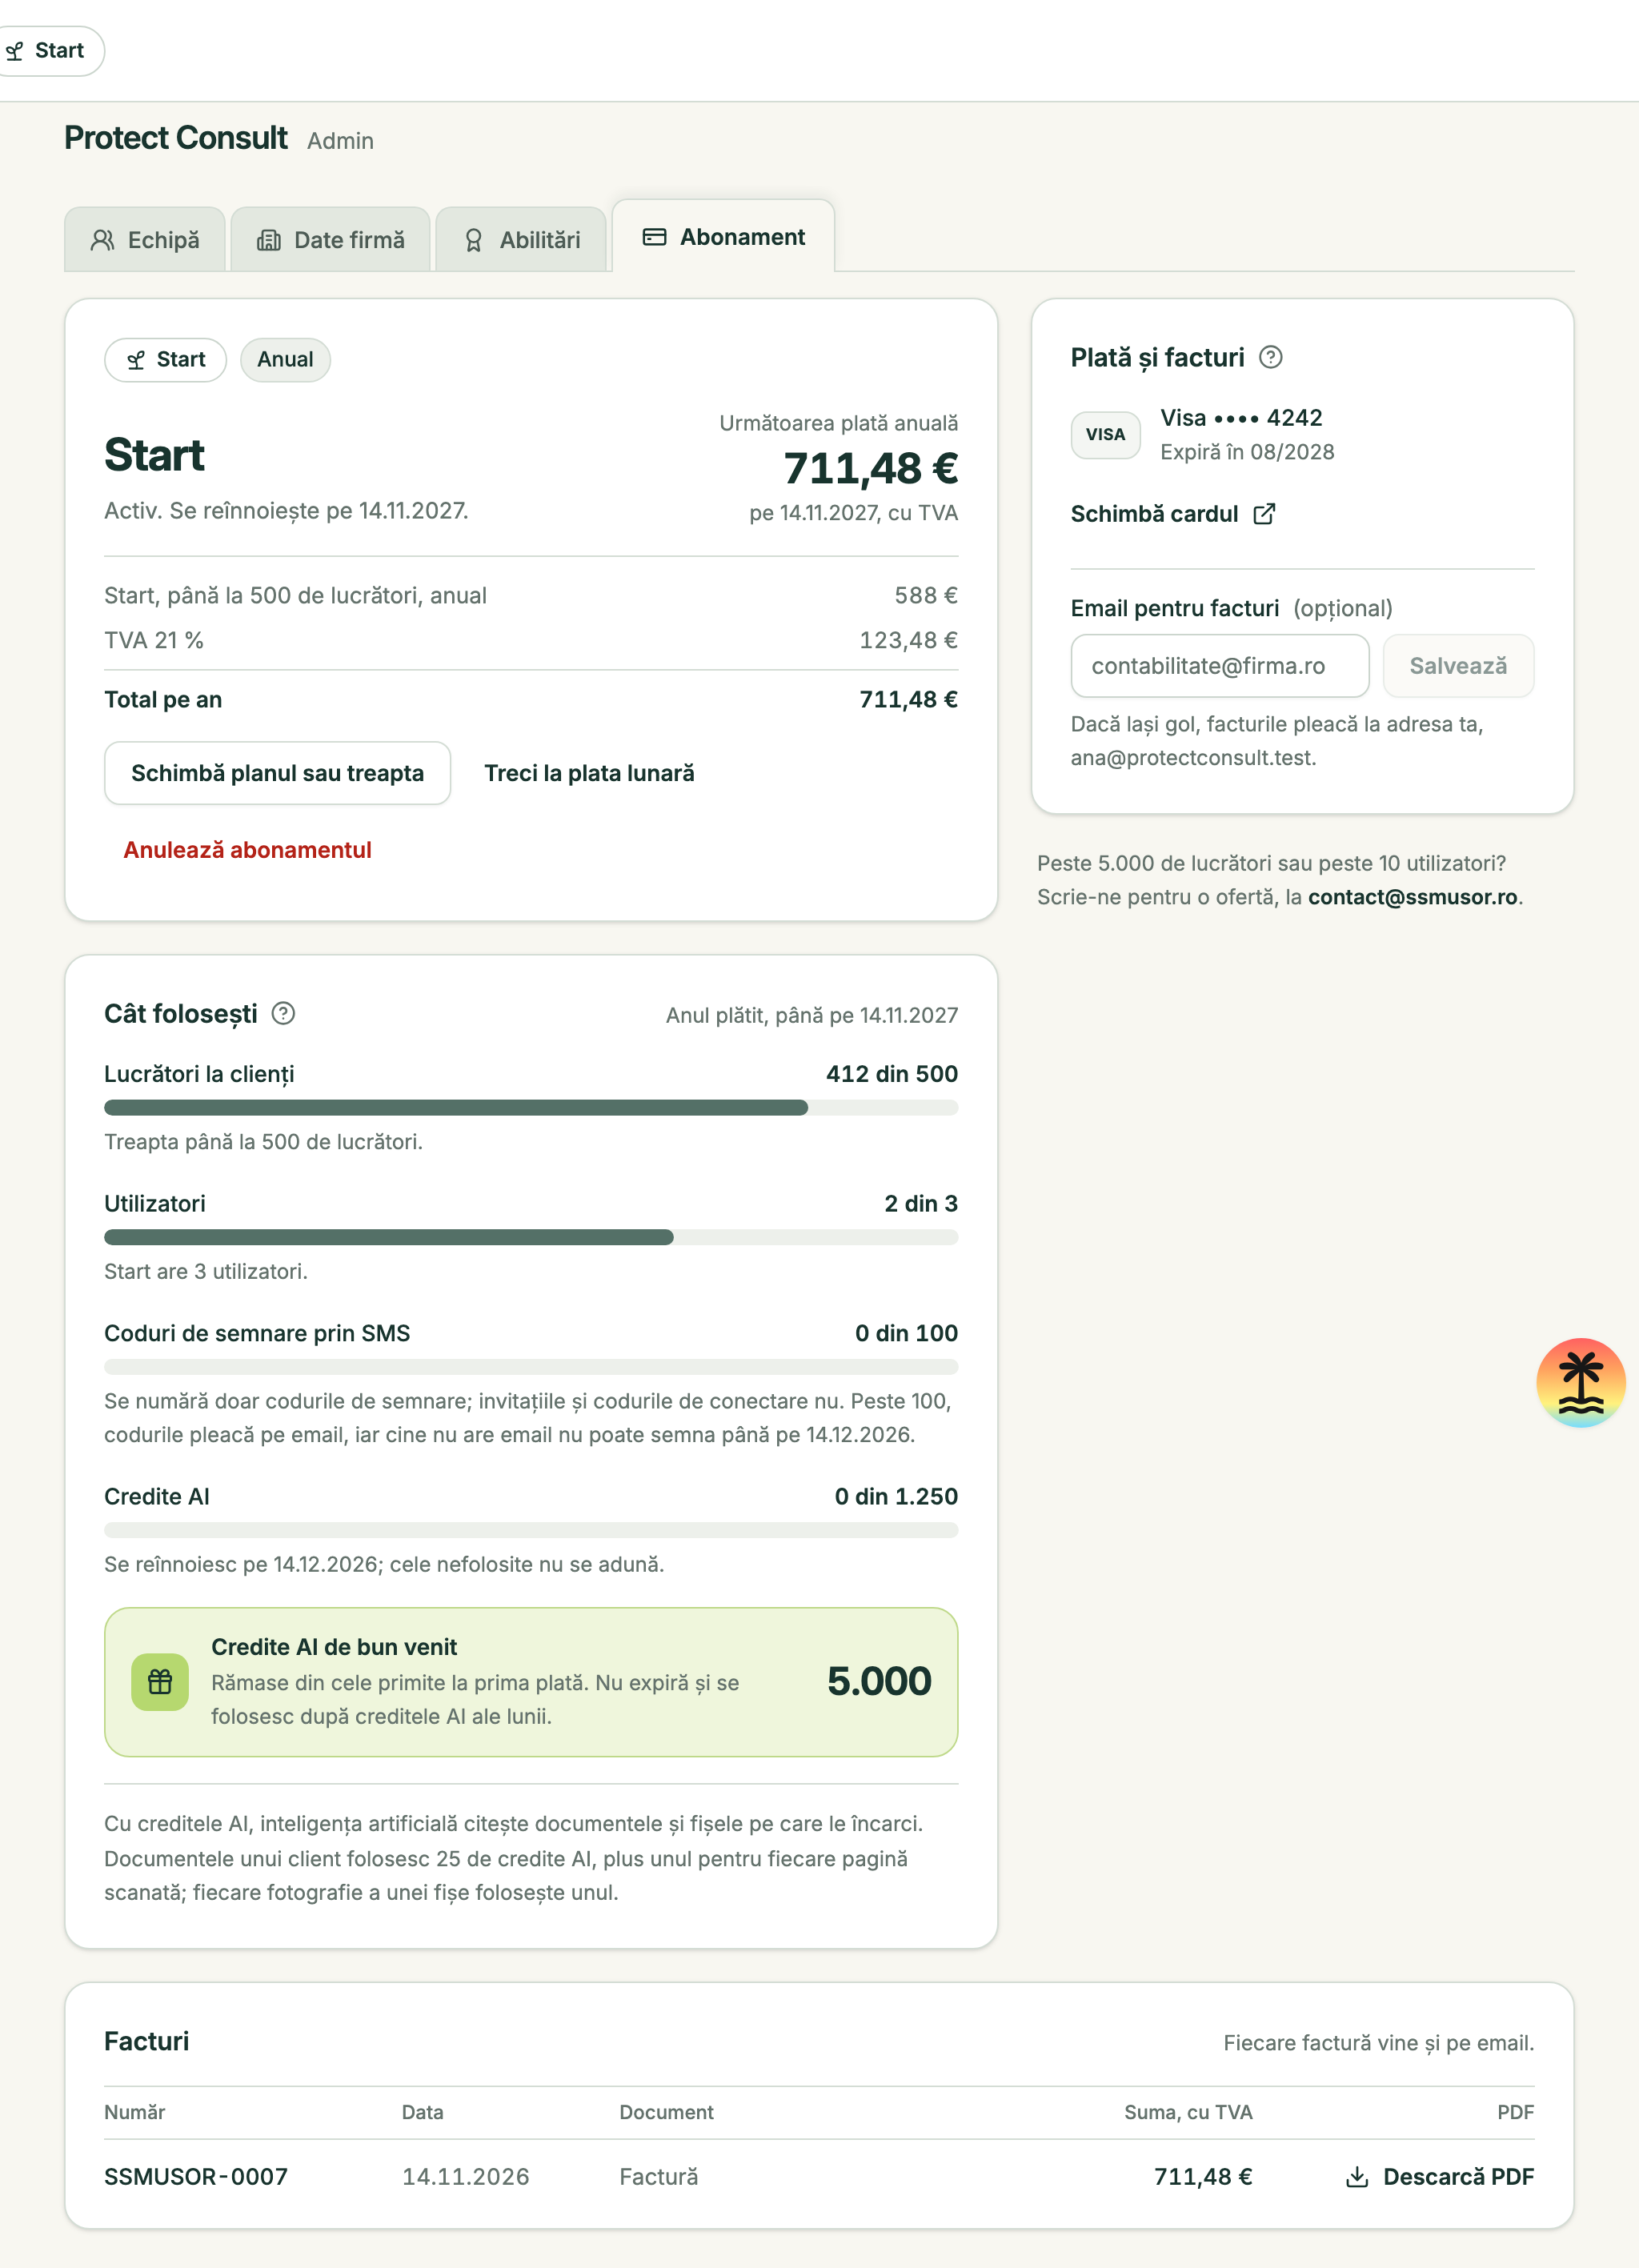 Start
Protect Consult Admin
Echipă
Date firmă
Abilitări
Abonament
Start
Anual
Start
Activ. Se reînnoiește pe 14.11.2027.
Următoarea plată anuală
711,48 €
pe 14.11.2027, cu TVA
Start, până la 500 de lucrători, anual 588 €
TVA 21 % 123,48 €
Total pe an 711,48 €
Schimbă planul sau treapta
Treci la plata lunară
Anulează abonamentul
Plată și facturi
VISA
Visa •••• 4242
Expiră în 08/2028
Schimbă cardul
Email pentru facturi (opțional)
contabilitate@firma.ro
Salvează
Dacă lași gol, facturile pleacă la adresa ta,
ana@protectconsult.test.
Peste 5.000 de lucrători sau peste 10 utilizatori?
Scrie-ne pentru o ofertă, la contact@ssmusor.ro.
Cât folosești
Anul plătit, până pe 14.11.2027
Lucrători la clienți 412 din 500
Treapta până la 500 de lucrători.
Utilizatori 2 din 3
Start are 3 utilizatori.
Coduri de semnare prin SMS 0 din 100
Se numără doar codurile de semnare; invitațiile și codurile de conectare nu. Peste 100,
codurile pleacă pe email, iar cine nu are email nu poate semna până pe 14.12.2026.
Credite AI 0 din 1.250
Se reînnoiesc pe 14.12.2026; cele nefolosite nu se adună.
Credite AI de bun venit
Rămase din cele primite la prima plată. Nu expiră și se
folosesc după creditele AI ale lunii.
5.000
Cu creditele AI, inteligența artificială citește documentele și fișele pe care le încarci.
Documentele unui client folosesc 25 de credite AI, plus unul pentru fiecare pagină
scanată; fiecare fotografie a unei fișe folosește unul.
Facturi
Fiecare factură vine și pe email.
Număr Data Document Suma, cu TVA PDF
SSMUSOR-0007 14.11.2026 Factură 711,48 € Descarcă PDF